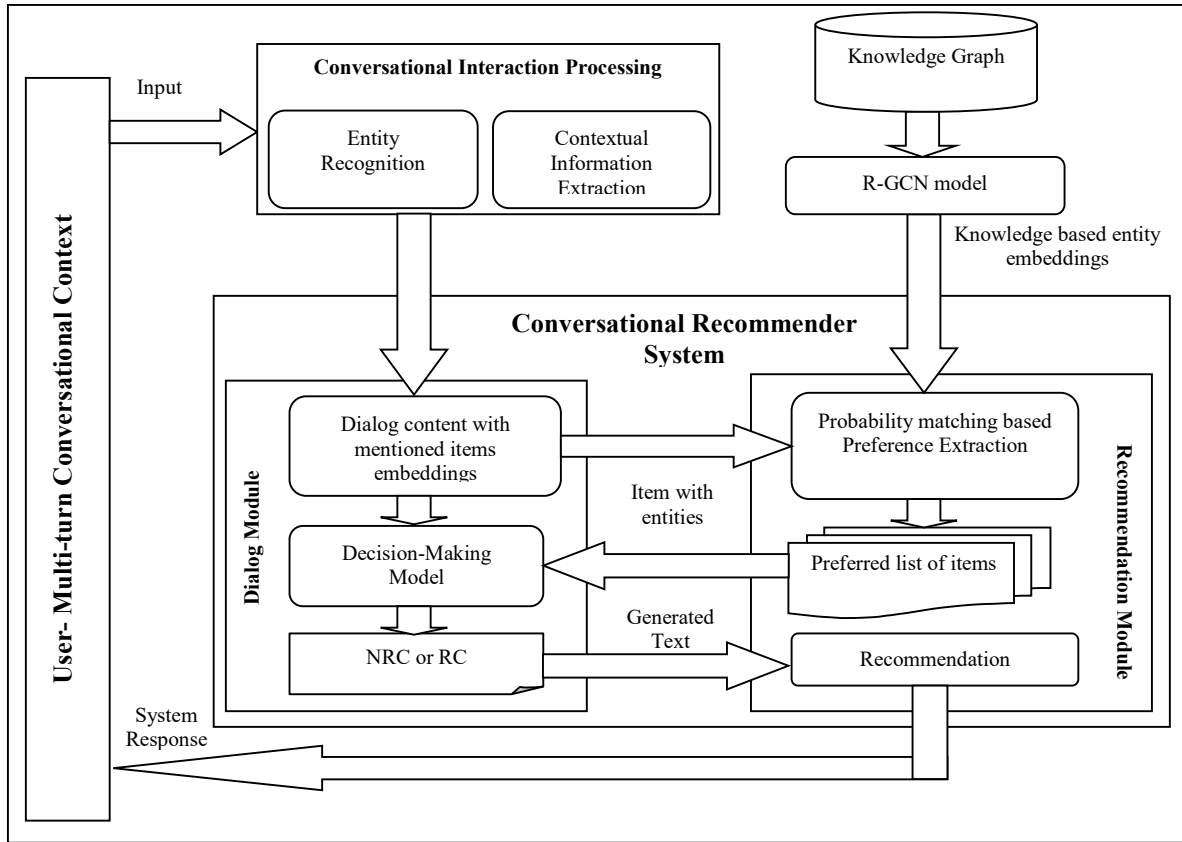 User- Multi-turn Conversational Context
Input
Conversational Interaction Processing
Entity
Recognition
Contextual
Information
Extraction
Knowledge Graph
R-GCN model
Knowledge based entity
embeddings
Conversational Recommender
System
Dialog Module
Dialog content with
mentioned items
embeddings
Decision-Making
Model
NRC or RC
Item with
entities
Generated
Text
Probability matching based
Preference Extraction
Preferred list of items
Recommendation
Recommendation Module
System
Response